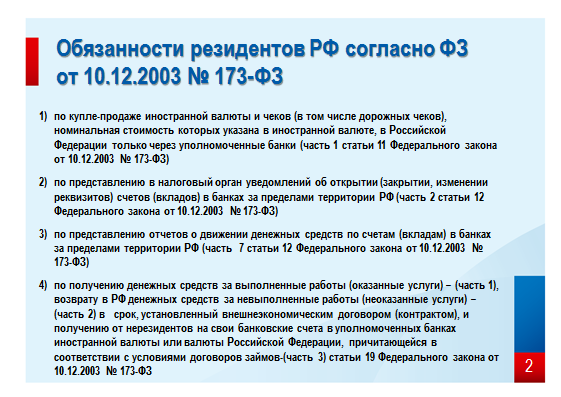 Обязанности резидентов РФ согласно ФЗ
от 10.12.2003 № 173-ФЗ
1) по купле-продаже иностранной валюты и чеков (в том числе дорожных чеков),
номинальная стоимость которых указана в иностранной валюте, в Российской
Федерации только через уполномоченные банки (часть 1 статьи 11 Федерального закона
от 10.12.2003 № 173-ФЗ)
2) по представлению в налоговый орган уведомлений об открытии (закрытии, изменении
реквизитов) счетов (вкладов) в банках за пределами территории РФ (часть 2 статьи 12
Федерального закона от 10.12.2003 № 173-ФЗ)
3) по представлению отчетов о движении денежных средств по счетам (вкладам) в банках
за пределами территории РФ (часть 7 статьи 12 Федерального закона от 10.12.2003 №
173-ФЗ)
4) по получению денежных средств за выполненные работы (оказанные услуги) – (часть 1),
возврату в РФ денежных средств за невыполненные работы (неоказанные услуги) –
(часть 2) в срок, установленный внешнеэкономическим договором (контрактом), и
получению от нерезидентов на свои банковские счета в уполномоченных банках
иностранной валюты или валюты Российской Федерации, причитающейся в
соответствии с условиями договоров займов-(часть 3) статьи 19 Федерального закона от
10.12.2003 № 173-ФЗ
2